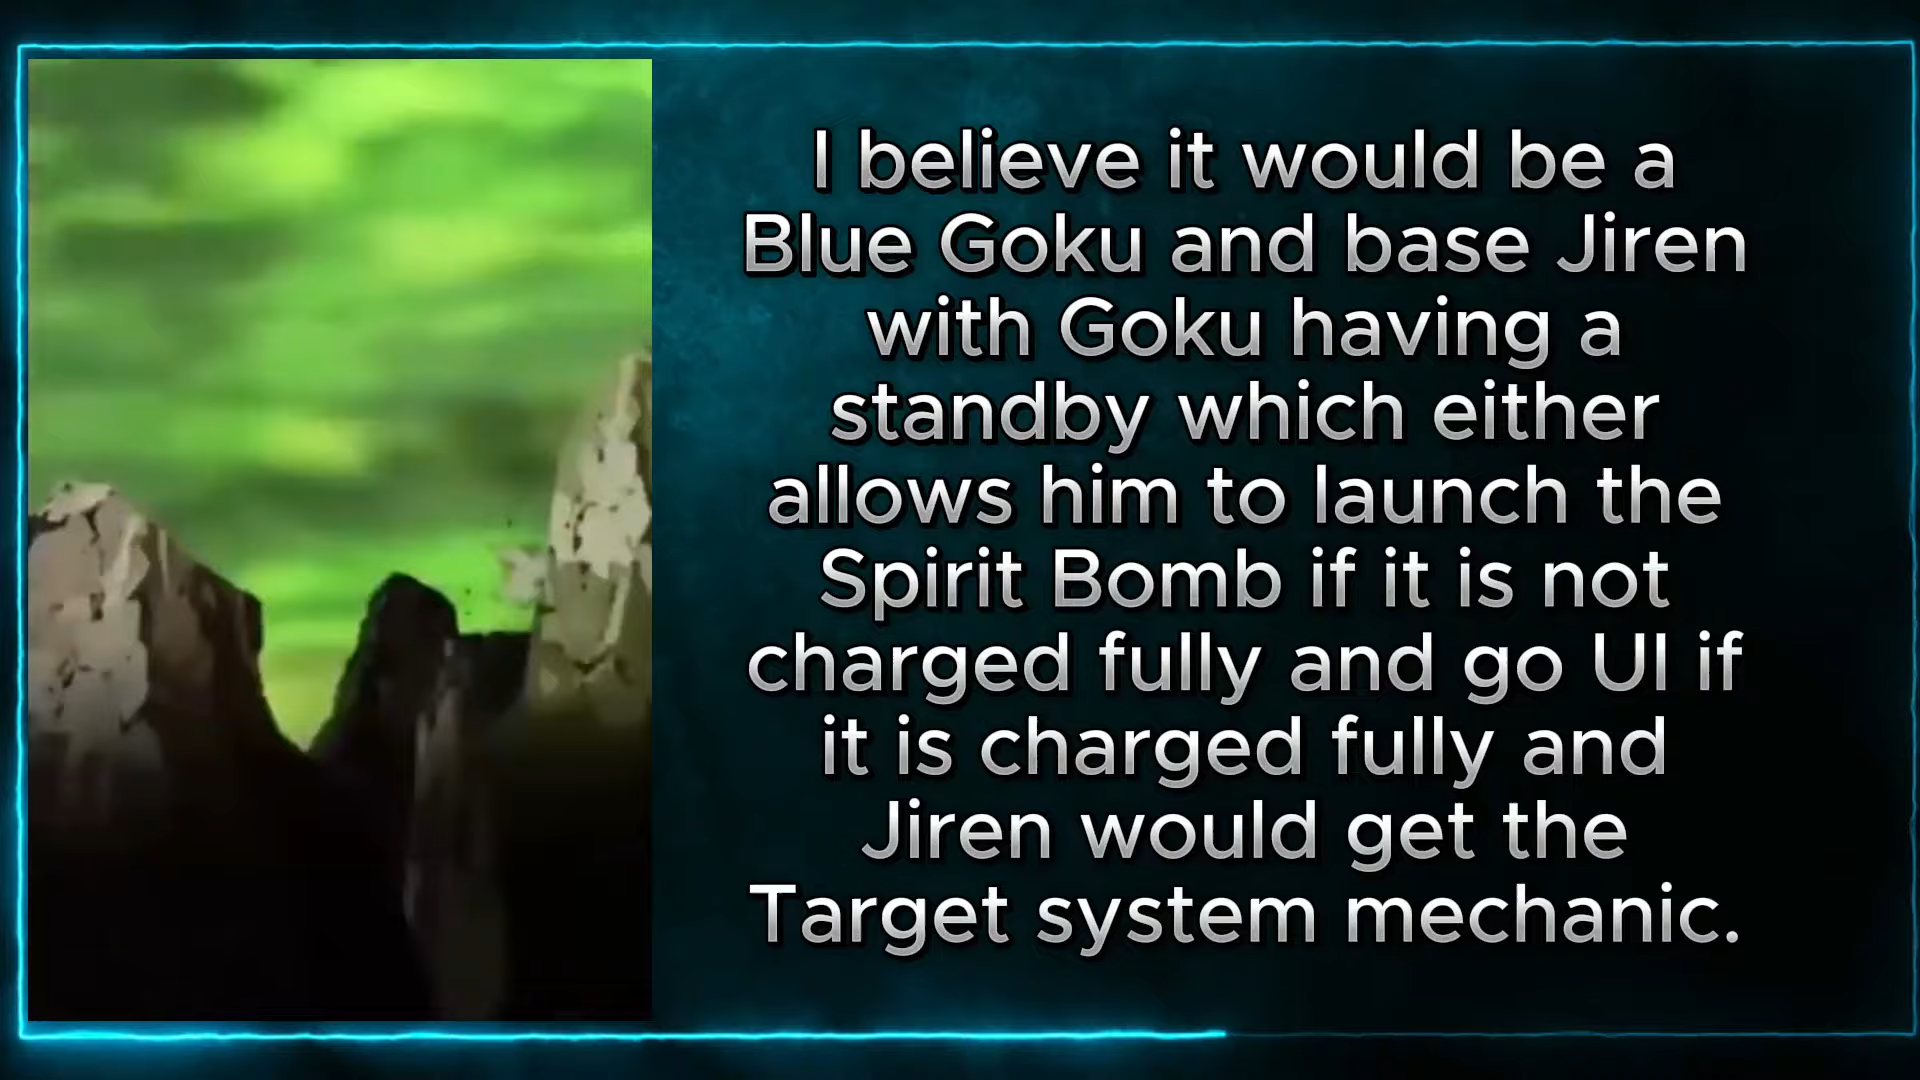 I believe it would be a
Blue Goku and base Jiren
with Goku having a
standby which either
allows him to launch the
Spirit Bomb if it is not
charged fully and go UI if
it is charged fully and
Jiren would get the
Target system mechanic.